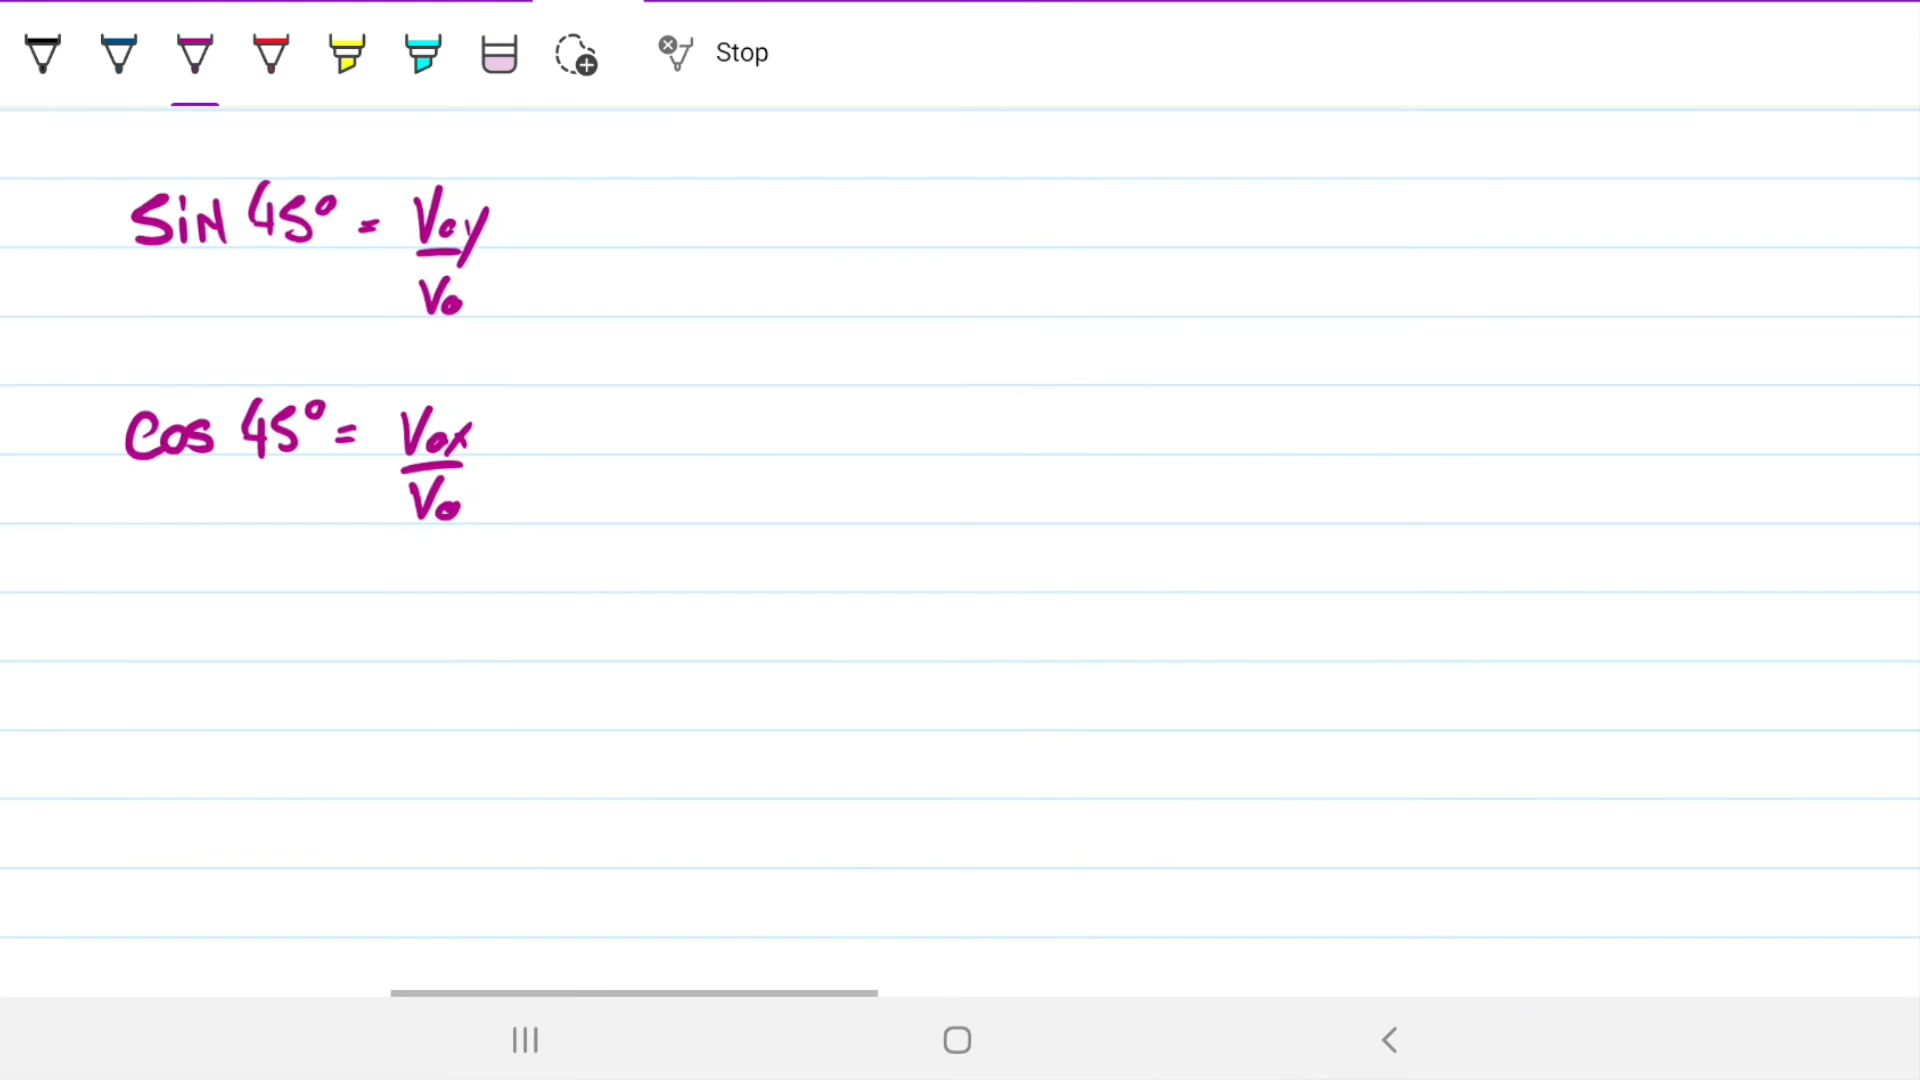 Stop
Sin 45° = Voy
Vo
Cos 45° = Vox
Vo